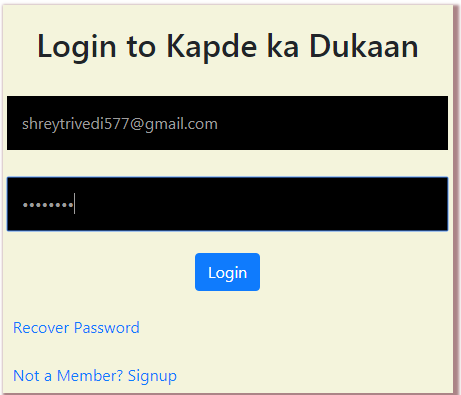 Login to Kapde ka Dukaan
shreytrivedi577@gmail.com
••••••••
Login
Recover Password
Not a Member? Signup